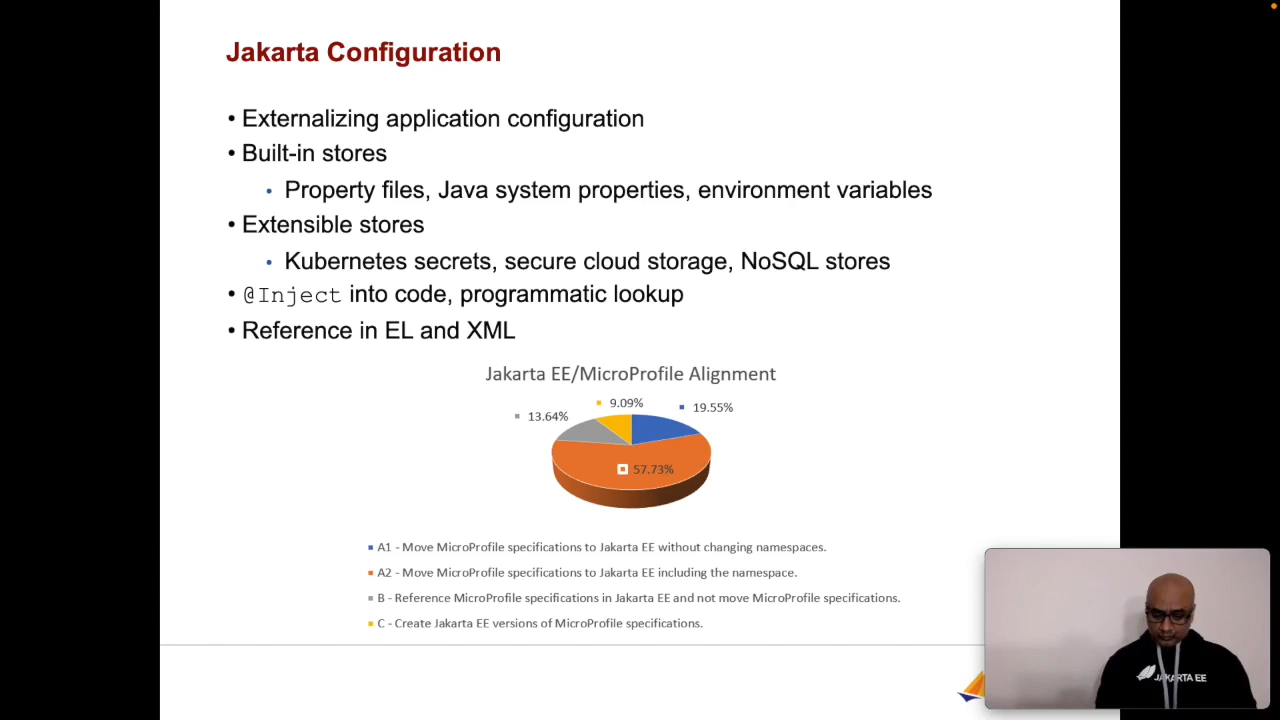 Jakarta Configuration
• Externalizing application configuration
• Built-in stores
• Property files, Java system properties, environment variables
• Extensible stores
• Kubernetes secrets, secure cloud storage, NoSQL stores
• @Inject into code, programmatic lookup
• Reference in EL and XML
Jakarta EE/MicroProfile Alignment
9.09%
19.55%
13.64%
57.73%
A1 - Move MicroProfile specifications to Jakarta EE without changing namespaces.
A2 - Move MicroProfile specifications to Jakarta EE including the namespace.
B - Reference MicroProfile specifications in Jakarta EE and not move MicroProfile specifications.
C - Create Jakarta EE versions of MicroProfile specifications.
JAKARTA EE